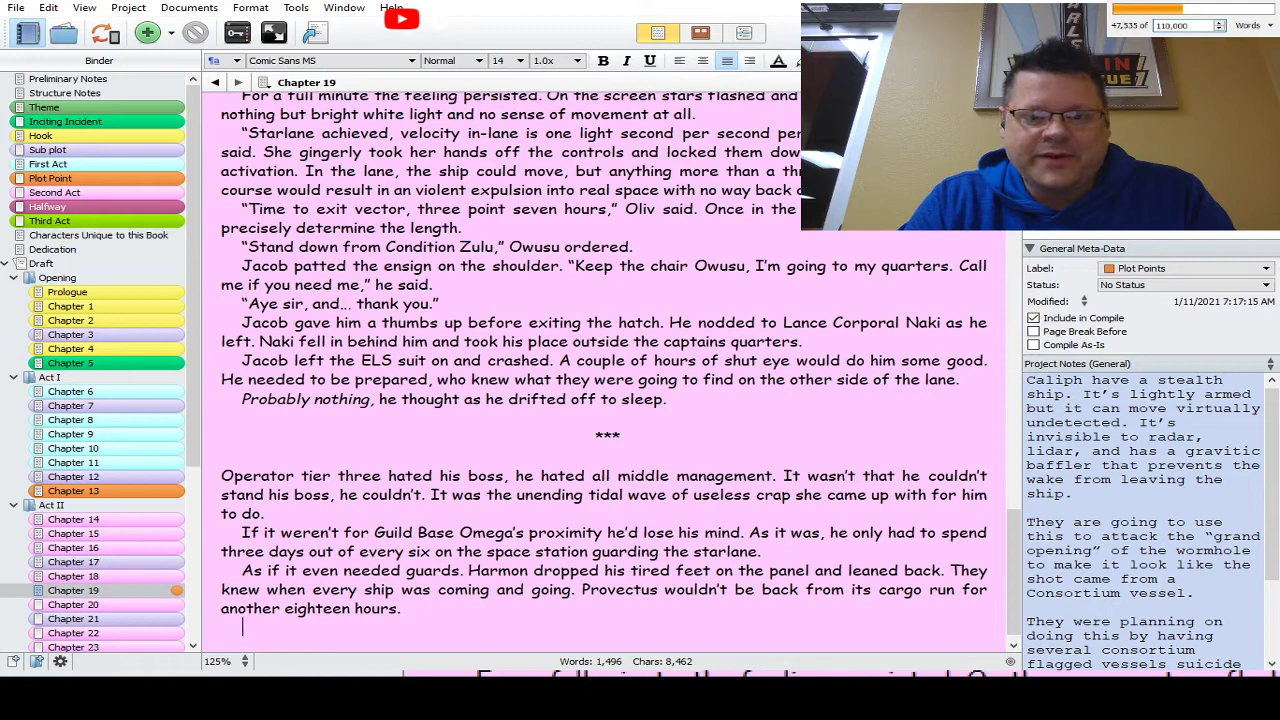 File Edit View Project Documents Format Tools Window Help
47,535 of 110,000 Words
Binder
Comic Sans MS Normal 14 1.0x B I U A
Preliminary Notes
Structure Notes
Theme
Inciting Incident
Hook
Sub plot
First Act
Plot Point
Second Act
Halfway
Third Act
Characters Unique to this Book
Dedication
Draft
Opening
Prologue
Chapter 1
Chapter 2
Chapter 3
Chapter 4
Chapter 5
Act I
Chapter 6
Chapter 7
Chapter 8
Chapter 9
Chapter 10
Chapter 11
Chapter 12
Chapter 13
Act II
Chapter 14
Chapter 15
Chapter 16
Chapter 17
Chapter 18
Chapter 19
Chapter 20
Chapter 21
Chapter 22
Chapter 23
Chapter 19
For a full minute the feeling persisted. On the screen stars flashed and
nothing but bright white light and no sense of movement at all.
“Starlane achieved, velocity in-lane is one light second per second per
said. She gingerly took her hands off the controls and locked them dow
activation. In the lane, the ship could move, but anything more than a th
course would result in an violent expulsion into real space with no way back
“Time to exit vector, three point seven hours,” Oliv said. Once in the
precisely determine the length.
“Stand down from Condition Zulu,” Owusu ordered.
Jacob patted the ensign on the shoulder. “Keep the chair Owusu, I’m going to my quarters. Call
me if you need me,” he said.
“Aye sir, and... thank you.”
Jacob gave him a thumbs up before exiting the hatch. He nodded to Lance Corporal Naki as he
left. Naki fell in behind him and took his place outside the captains quarters.
Jacob left the ELS suit on and crashed. A couple of hours of shut eye would do him some good.
He needed to be prepared, who knew what they were going to find on the other side of the lane.
Probably nothing, he thought as he drifted off to sleep.
***
Operator tier three hated his boss, he hated all middle management. It wasn’t that he couldn’t
stand his boss, he couldn’t. It was the unending tidal wave of useless crap she came up with for him
to do.
If it weren’t for Guild Base Omega’s proximity he’d lose his mind. As it was, he only had to spend
three days out of every six on the space station guarding the starlane.
As if it even needed guards. Harmon dropped his tired feet on the panel and leaned back. They
knew when every ship was coming and going. Provectus wouldn’t be back from its cargo run for
another eighteen hours.
125% Words: 1,496 Chars: 8,462
General Meta-Data
Label: Plot Points
Status: No Status
Modified: 1/11/2021 7:17:15 AM
Include in Compile
Page Break Before
Compile As-Is
Project Notes (General)
Caliph have a stealth
ship. It’s lightly armed
but it can move virtually
undetected. It’s
invisible to radar,
lidar, and has a gravitic
baffler that prevents the
wake from leaving the
ship.
They are going to use
this to attack the “grand
opening” of the wormhole
to make it look like the
shot came from a
Consortium vessel.
They were planning on
doing this by having
several consortium
flagged vessels suicide